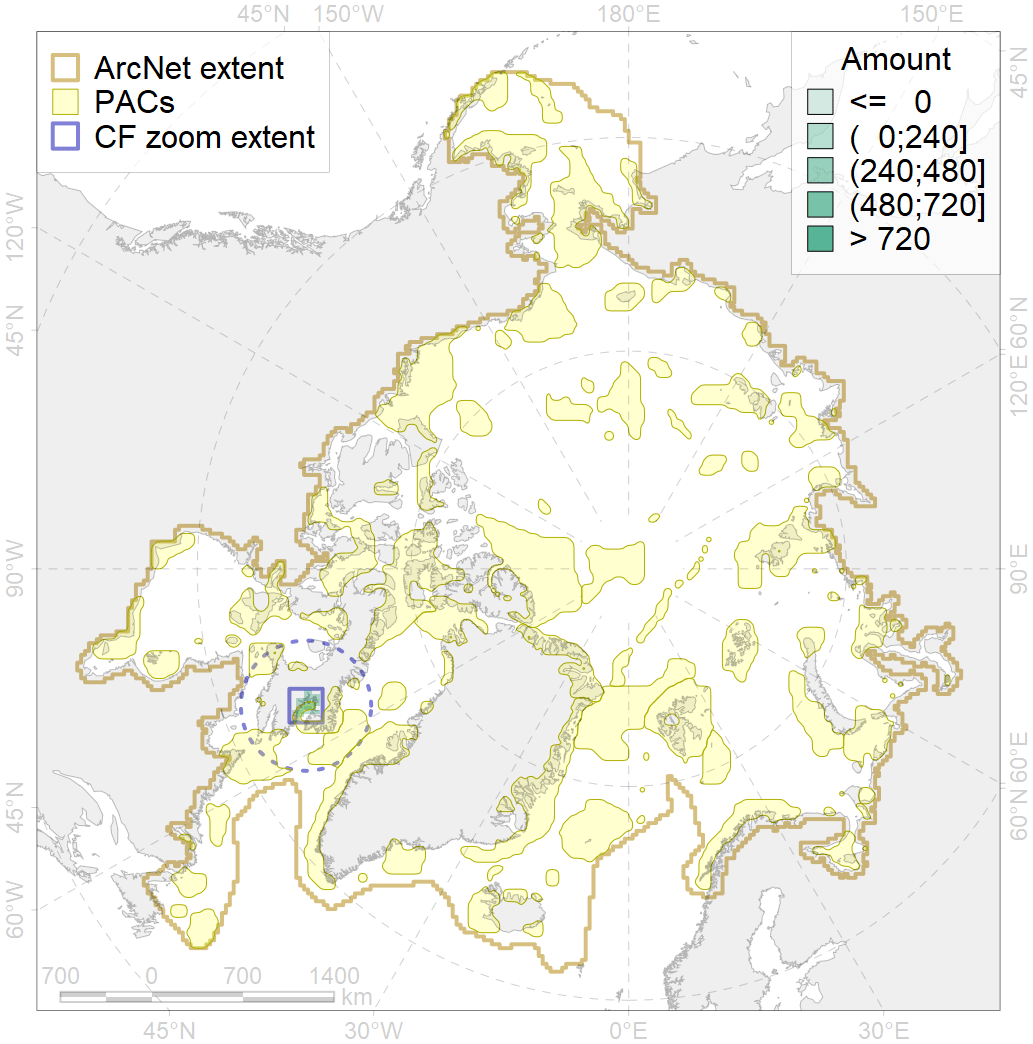 45°N 150°W 180°E 150°E
ArcNet extent
PACs
CF zoom extent
Amount
<= 0
( 0;240]
(240;480]
(480;720]
> 720
45°N
120°W
45°N
90°W
45°N
60°W
60°N
120°E
90°E
60°E
60°N
700 0 700 1400
km
45°N 30°W 0°E 30°E